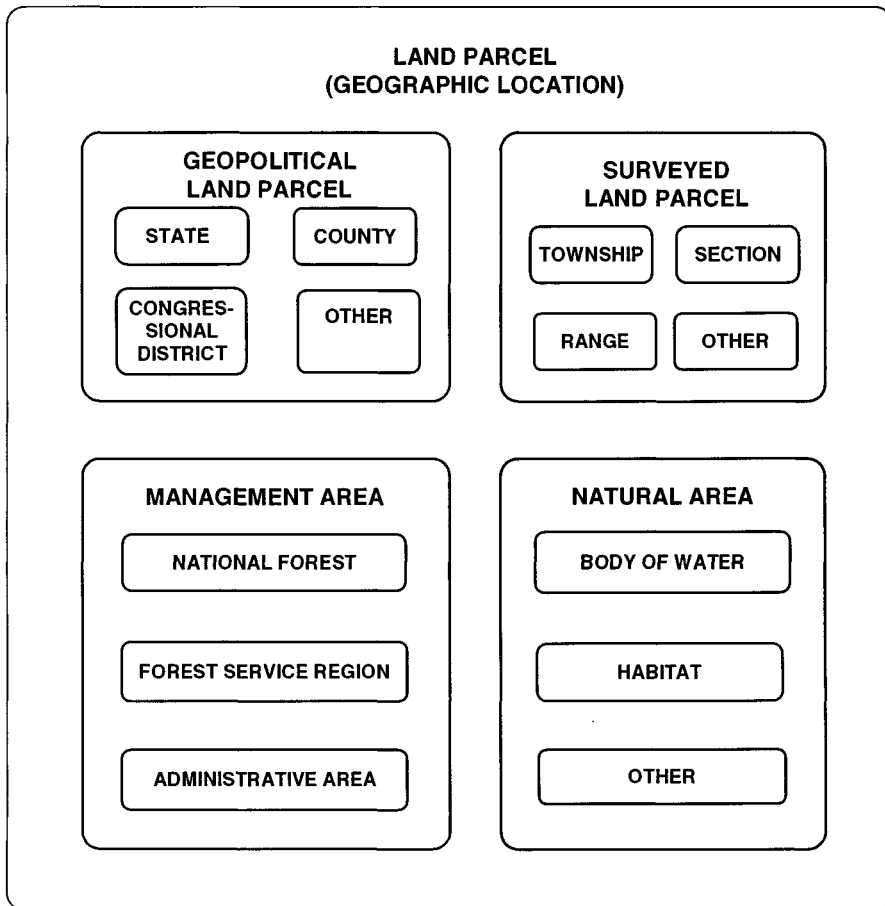 LAND PARCEL
(GEOGRAPHIC LOCATION)
GEOPOLITICAL
LAND PARCEL
STATE
COUNTY
CONGRES-
SIONAL
DISTRICT
OTHER
SURVEYED
LAND PARCEL
TOWNSHIP
SECTION
RANGE
OTHER
MANAGEMENT AREA
NATIONAL FOREST
FOREST SERVICE REGION
ADMINISTRATIVE AREA
NATURAL AREA
BODY OF WATER
HABITAT
OTHER